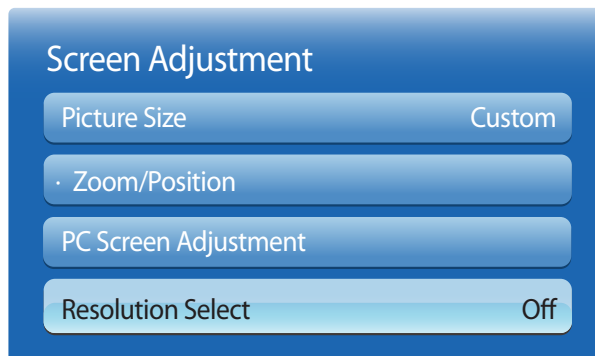 Screen Adjustment
Picture Size Custom
· Zoom/Position
PC Screen Adjustment
Resolution Select Off